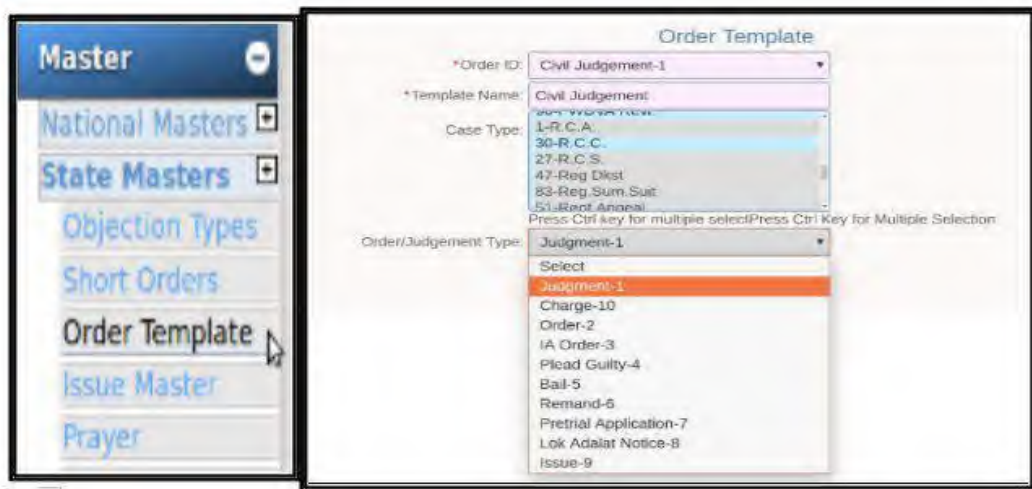 Master
National Masters
State Masters
Objection Types
Short Orders
Order Template
Issue Master
Prayer
Order Template
*Order ID: Civil Judgement-1
*Template Name: Civil Judgement
Case Type:
1-R.C.A.
30-R.C.C.
27-R.C.S.
47-Reg Dkst
83-Reg.Sum.Suit
51-Rent Appeal
Press Ctrl key for multiple selectPress Ctrl Key for Multiple Selection
Order/Judgement Type: Judgment-1
Select
Judgment-1
Charge-10
Order-2
IA Order-3
Plead Guilty-4
Bail-5
Remand-6
Pretrial Application-7
Lok Adalat Notice-8
Issue-9